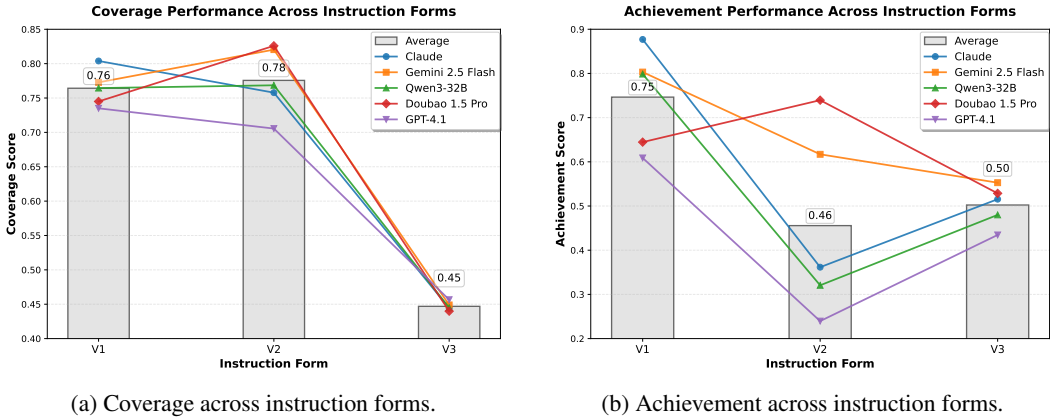 Coverage Performance Across Instruction Forms
0.85
0.80
0.75
0.70
0.65
0.60
0.55
0.50
0.45
0.40
Coverage Score
0.76
0.78
0.45
Average
Claude
Gemini 2.5 Flash
Qwen3-32B
Doubao 1.5 Pro
GPT-4.1
V1
V2
V3
Instruction Form
(a) Coverage across instruction forms.
Achievement Performance Across Instruction Forms
0.9
0.8
0.7
0.6
0.5
0.4
0.3
0.2
Achievement Score
0.75
0.46
0.50
Average
Claude
Gemini 2.5 Flash
Qwen3-32B
Doubao 1.5 Pro
GPT-4.1
V1
V2
V3
Instruction Form
(b) Achievement across instruction forms.